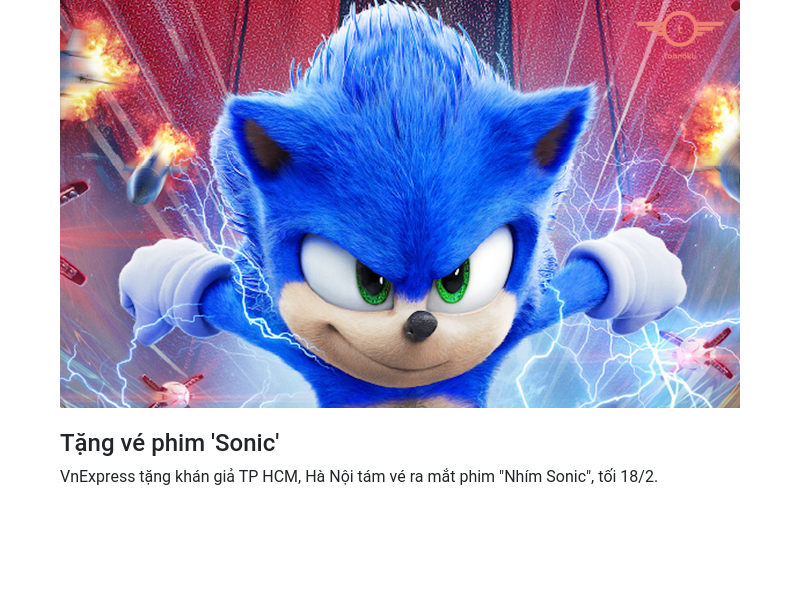 Tặng vé phim 'Sonic'
VnExpress tặng khán giả TP HCM, Hà Nội tám vé ra mắt phim "Nhím Sonic", tối 18/2.